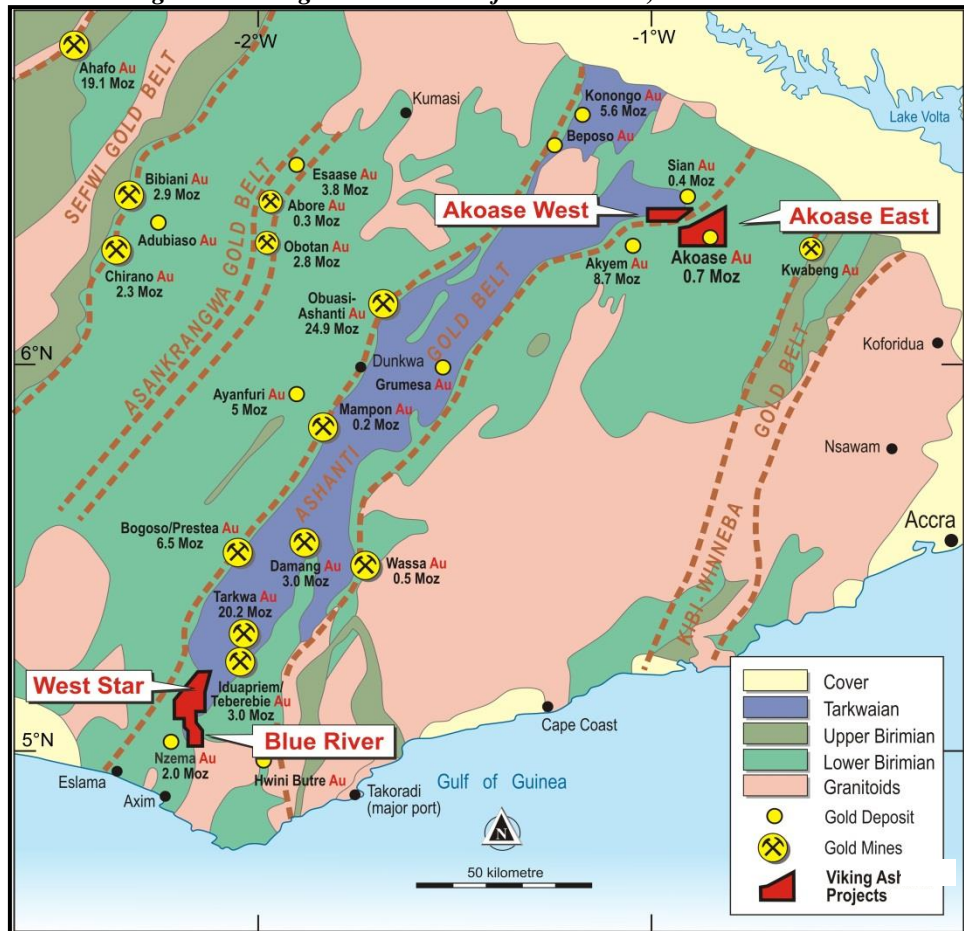 -2°W
-1°W
Ahafo Au
19.1 Moz
SEFWI GOLD BELT
Kumasi
Konongo Au
5.6 Moz
Beposo Au
Lake Volta
Bibiani Au
2.9 Moz
Esaase Au
3.8 Moz
Abore Au
0.3 Moz
Sian Au
0.4 Moz
Akoase West
Akoase East
Adubiaso Au
Obotan Au
2.8 Moz
Chirano Au
2.3 Moz
Akyem Au
8.7 Moz
Akoase Au
0.7 Moz
Kwabeng Au
ASANKRANGWA GOLD BELT
Obuasi-
Ashanti Au
24.9 Moz
6°N
Dunkwa
Grumesa Au
Koforidua
Ayanfuri Au
5 Moz
Mampon Au
0.2 Moz
ASHANTI GOLD BELT
Nsawam
Bogoso/Prestea Au
6.5 Moz
Damang Au
3.0 Moz
Wassa Au
0.5 Moz
Accra
KIBI-WINNEBA GOLD BELT
Tarkwa Au
20.2 Moz
West Star
Iduapriem/
Teberebie Au
3.0 Moz
Blue River
Cape Coast
5°N
Nzema Au
2.0 Moz
Hwini Butre Au
Eslama
Axim
Takoradi
(major port)
Gulf of Guinea
N
50 kilometre
Cover
Tarkwaian
Upper Birimian
Lower Birimian
Granitoids
Gold Deposit
Gold Mines
Viking
Projects